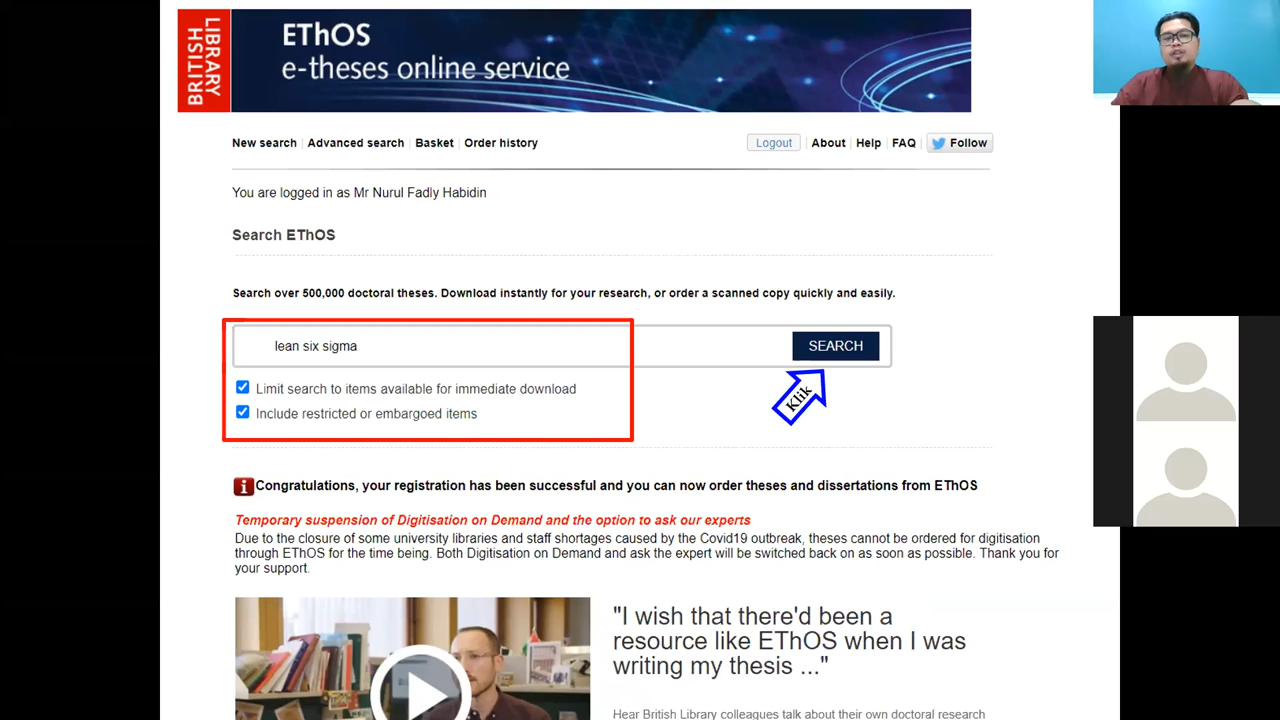 BRITISH
LIBRARY
EThOS
e-theses online service
New search
Advanced search
Basket
Order history
Logout
About
Help
FAQ
Follow
You are logged in as Mr Nurul Fadly Habidin
Search EThOS
Search over 500,000 doctoral theses. Download instantly for your research, or order a scanned copy quickly and easily.
lean six sigma
SEARCH
Limit search to items available for immediate download
Klik
Include restricted or embargoed items
i
Congratulations, your registration has been successful and you can now order theses and dissertations from EThOS
Temporary suspension of Digitisation on Demand and the option to ask our experts
Due to the closure of some university libraries and staff shortages caused by the Covid19 outbreak, theses cannot be ordered for digitisation
through EThOS for the time being. Both Digitisation on Demand and ask the expert will be switched back on as soon as possible. Thank you for
your support.
"I wish that there'd been a
resource like EThOS when I was
writing my thesis ..."
Hear British Library colleagues talk about their own doctoral research